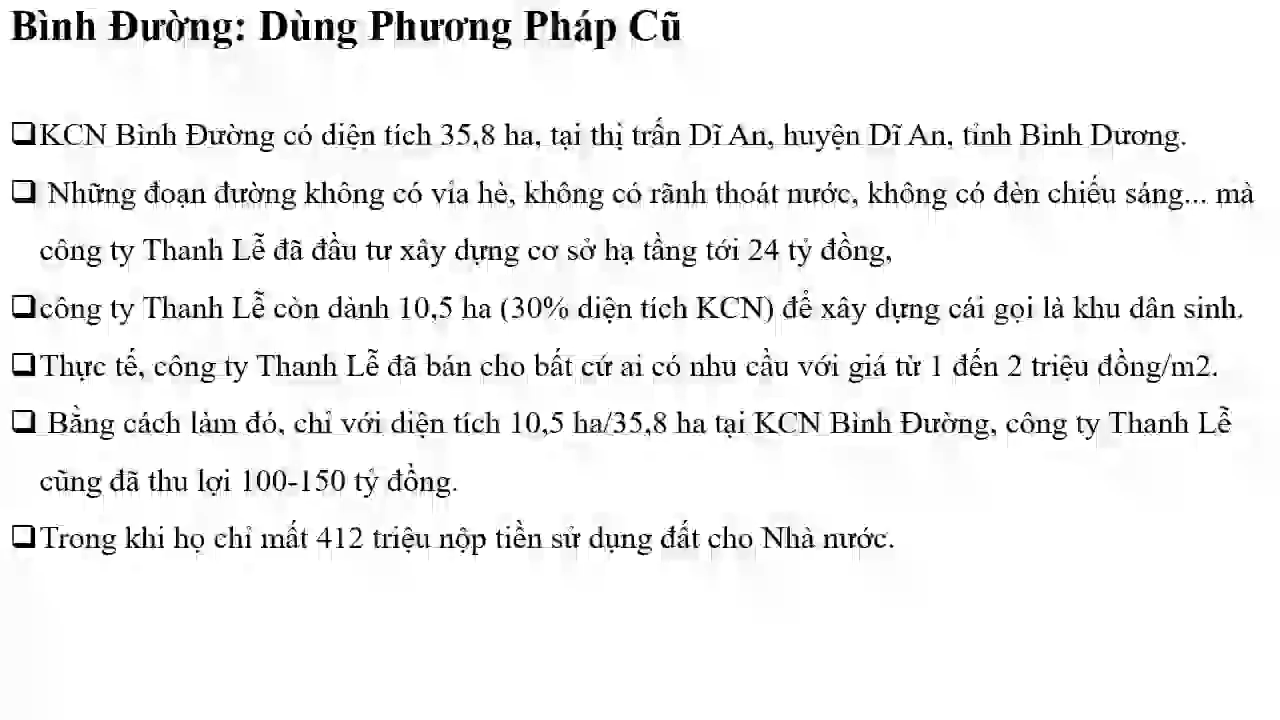 Bình Đường: Dùng Phương Pháp Cũ
❑KCN Bình Đường có diện tích 35,8 ha, tại thị trấn Dĩ An, huyện Dĩ An, tỉnh Bình Dương.
❑ Những đoạn đường không có vỉa hè, không có rãnh thoát nước, không có đèn chiếu sáng... mà
công ty Thanh Lễ đã đầu tư xây dựng cơ sở hạ tầng tới 24 tỷ đồng,
❑công ty Thanh Lễ còn dành 10,5 ha (30% diện tích KCN) để xây dựng cái gọi là khu dân sinh.
❑Thực tế, công ty Thanh Lễ đã bán cho bất cứ ai có nhu cầu với giá từ 1 đến 2 triệu đồng/m2.
❑ Bằng cách làm đó, chỉ với diện tích 10,5 ha/35,8 ha tại KCN Bình Đường, công ty Thanh Lễ
cũng đã thu lợi 100-150 tỷ đồng.
❑Trong khi họ chỉ mất 412 triệu nộp tiền sử dụng đất cho Nhà nước.